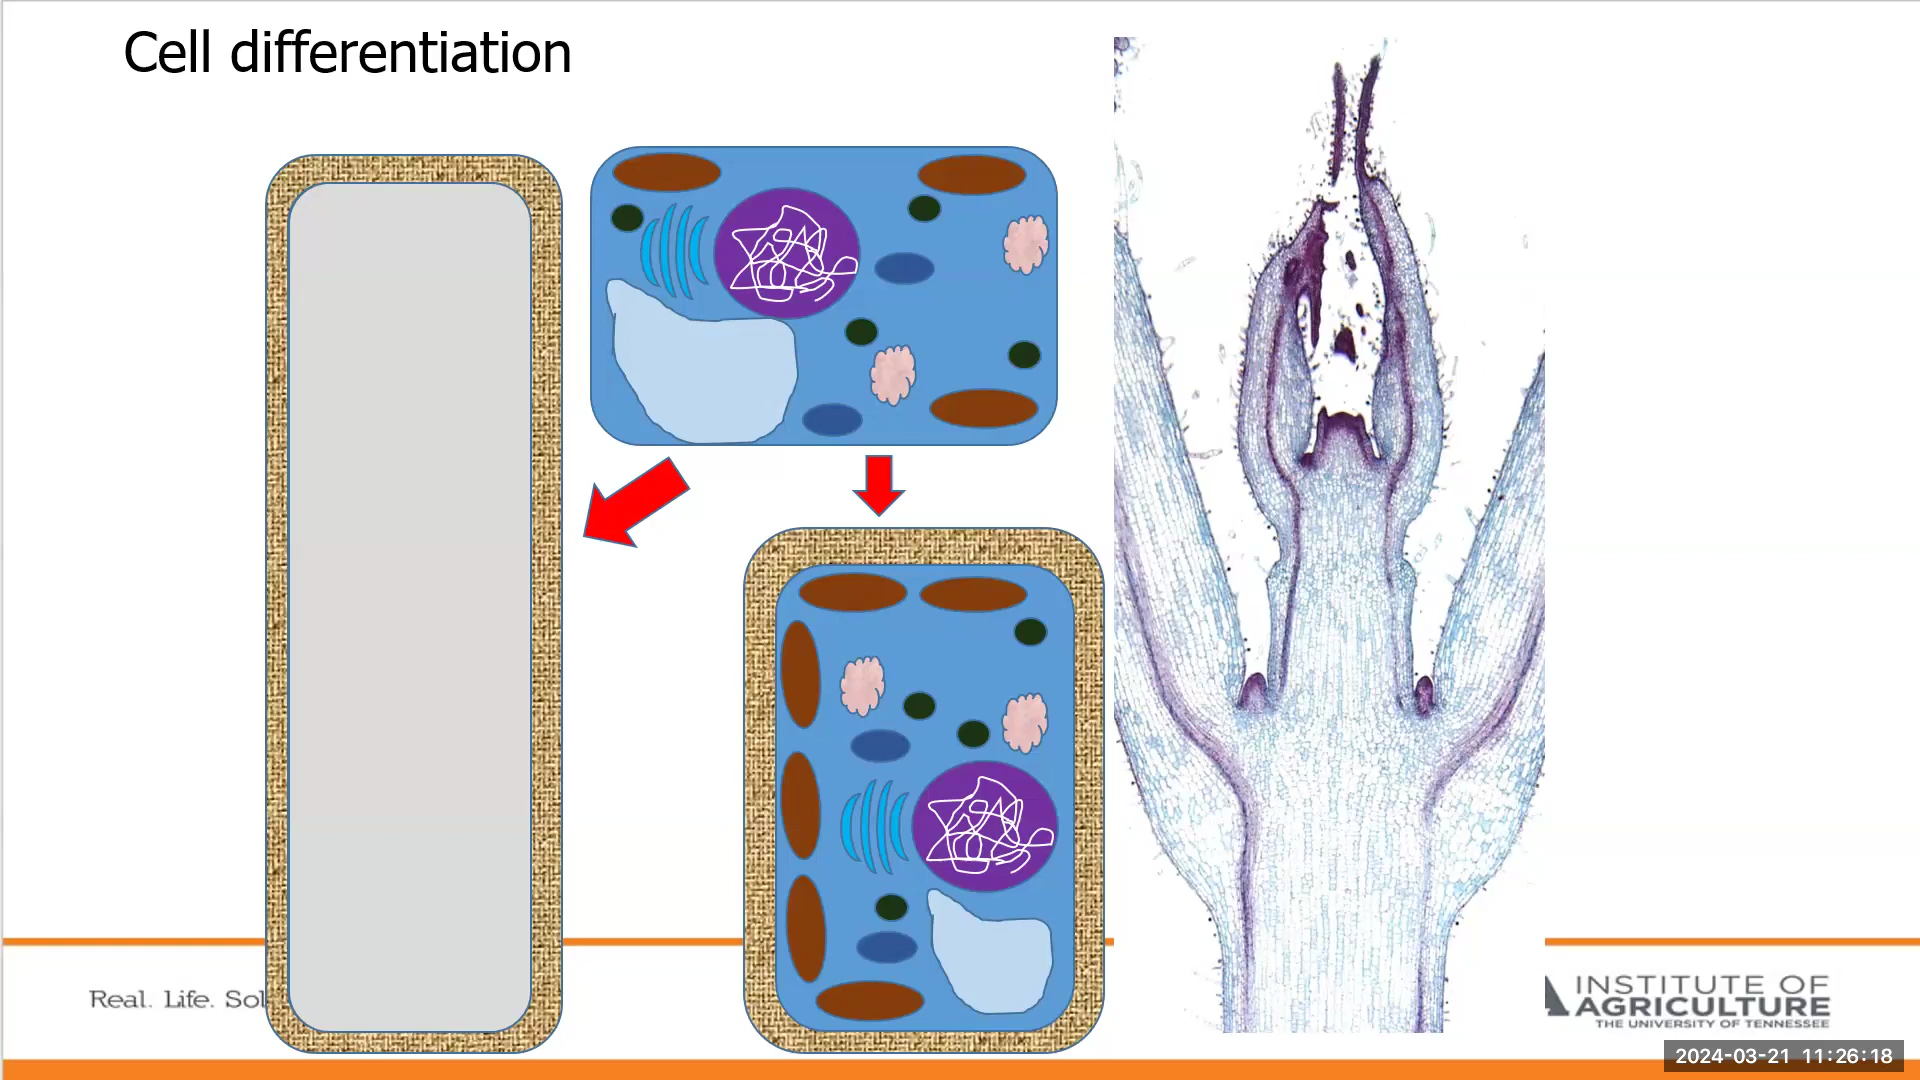 Cell differentiation
Real. Life. Sol
INSTITUTE OF
AGRICULTURE
THE UNIVERSITY OF TENNESSEE
2024-03-21 11:26:18